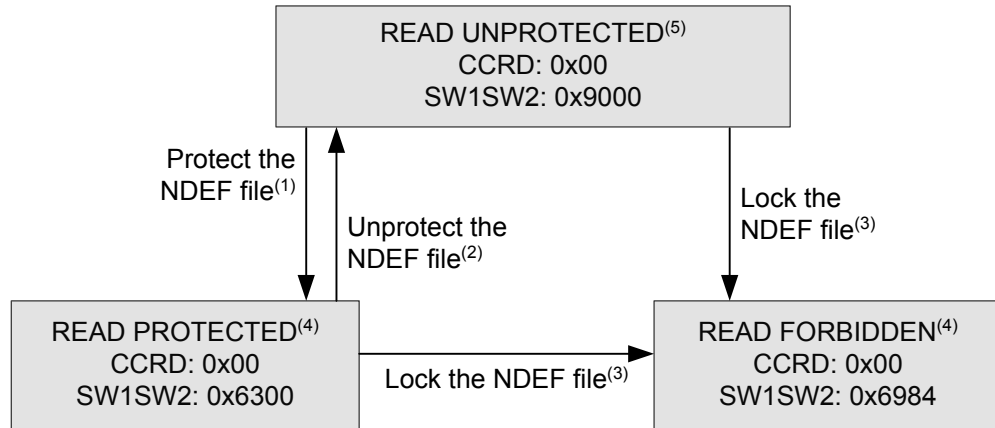 READ UNPROTECTED(5)
CCRD: 0x00
SW1SW2: 0x9000
Protect the
NDEF file(1)
Unprotect the
NDEF file(2)
Lock the
NDEF file(3)
READ PROTECTED(4)
CCRD: 0x00
SW1SW2: 0x6300
Lock the NDEF file(3)
READ FORBIDDEN(4)
CCRD: 0x00
SW1SW2: 0x6984